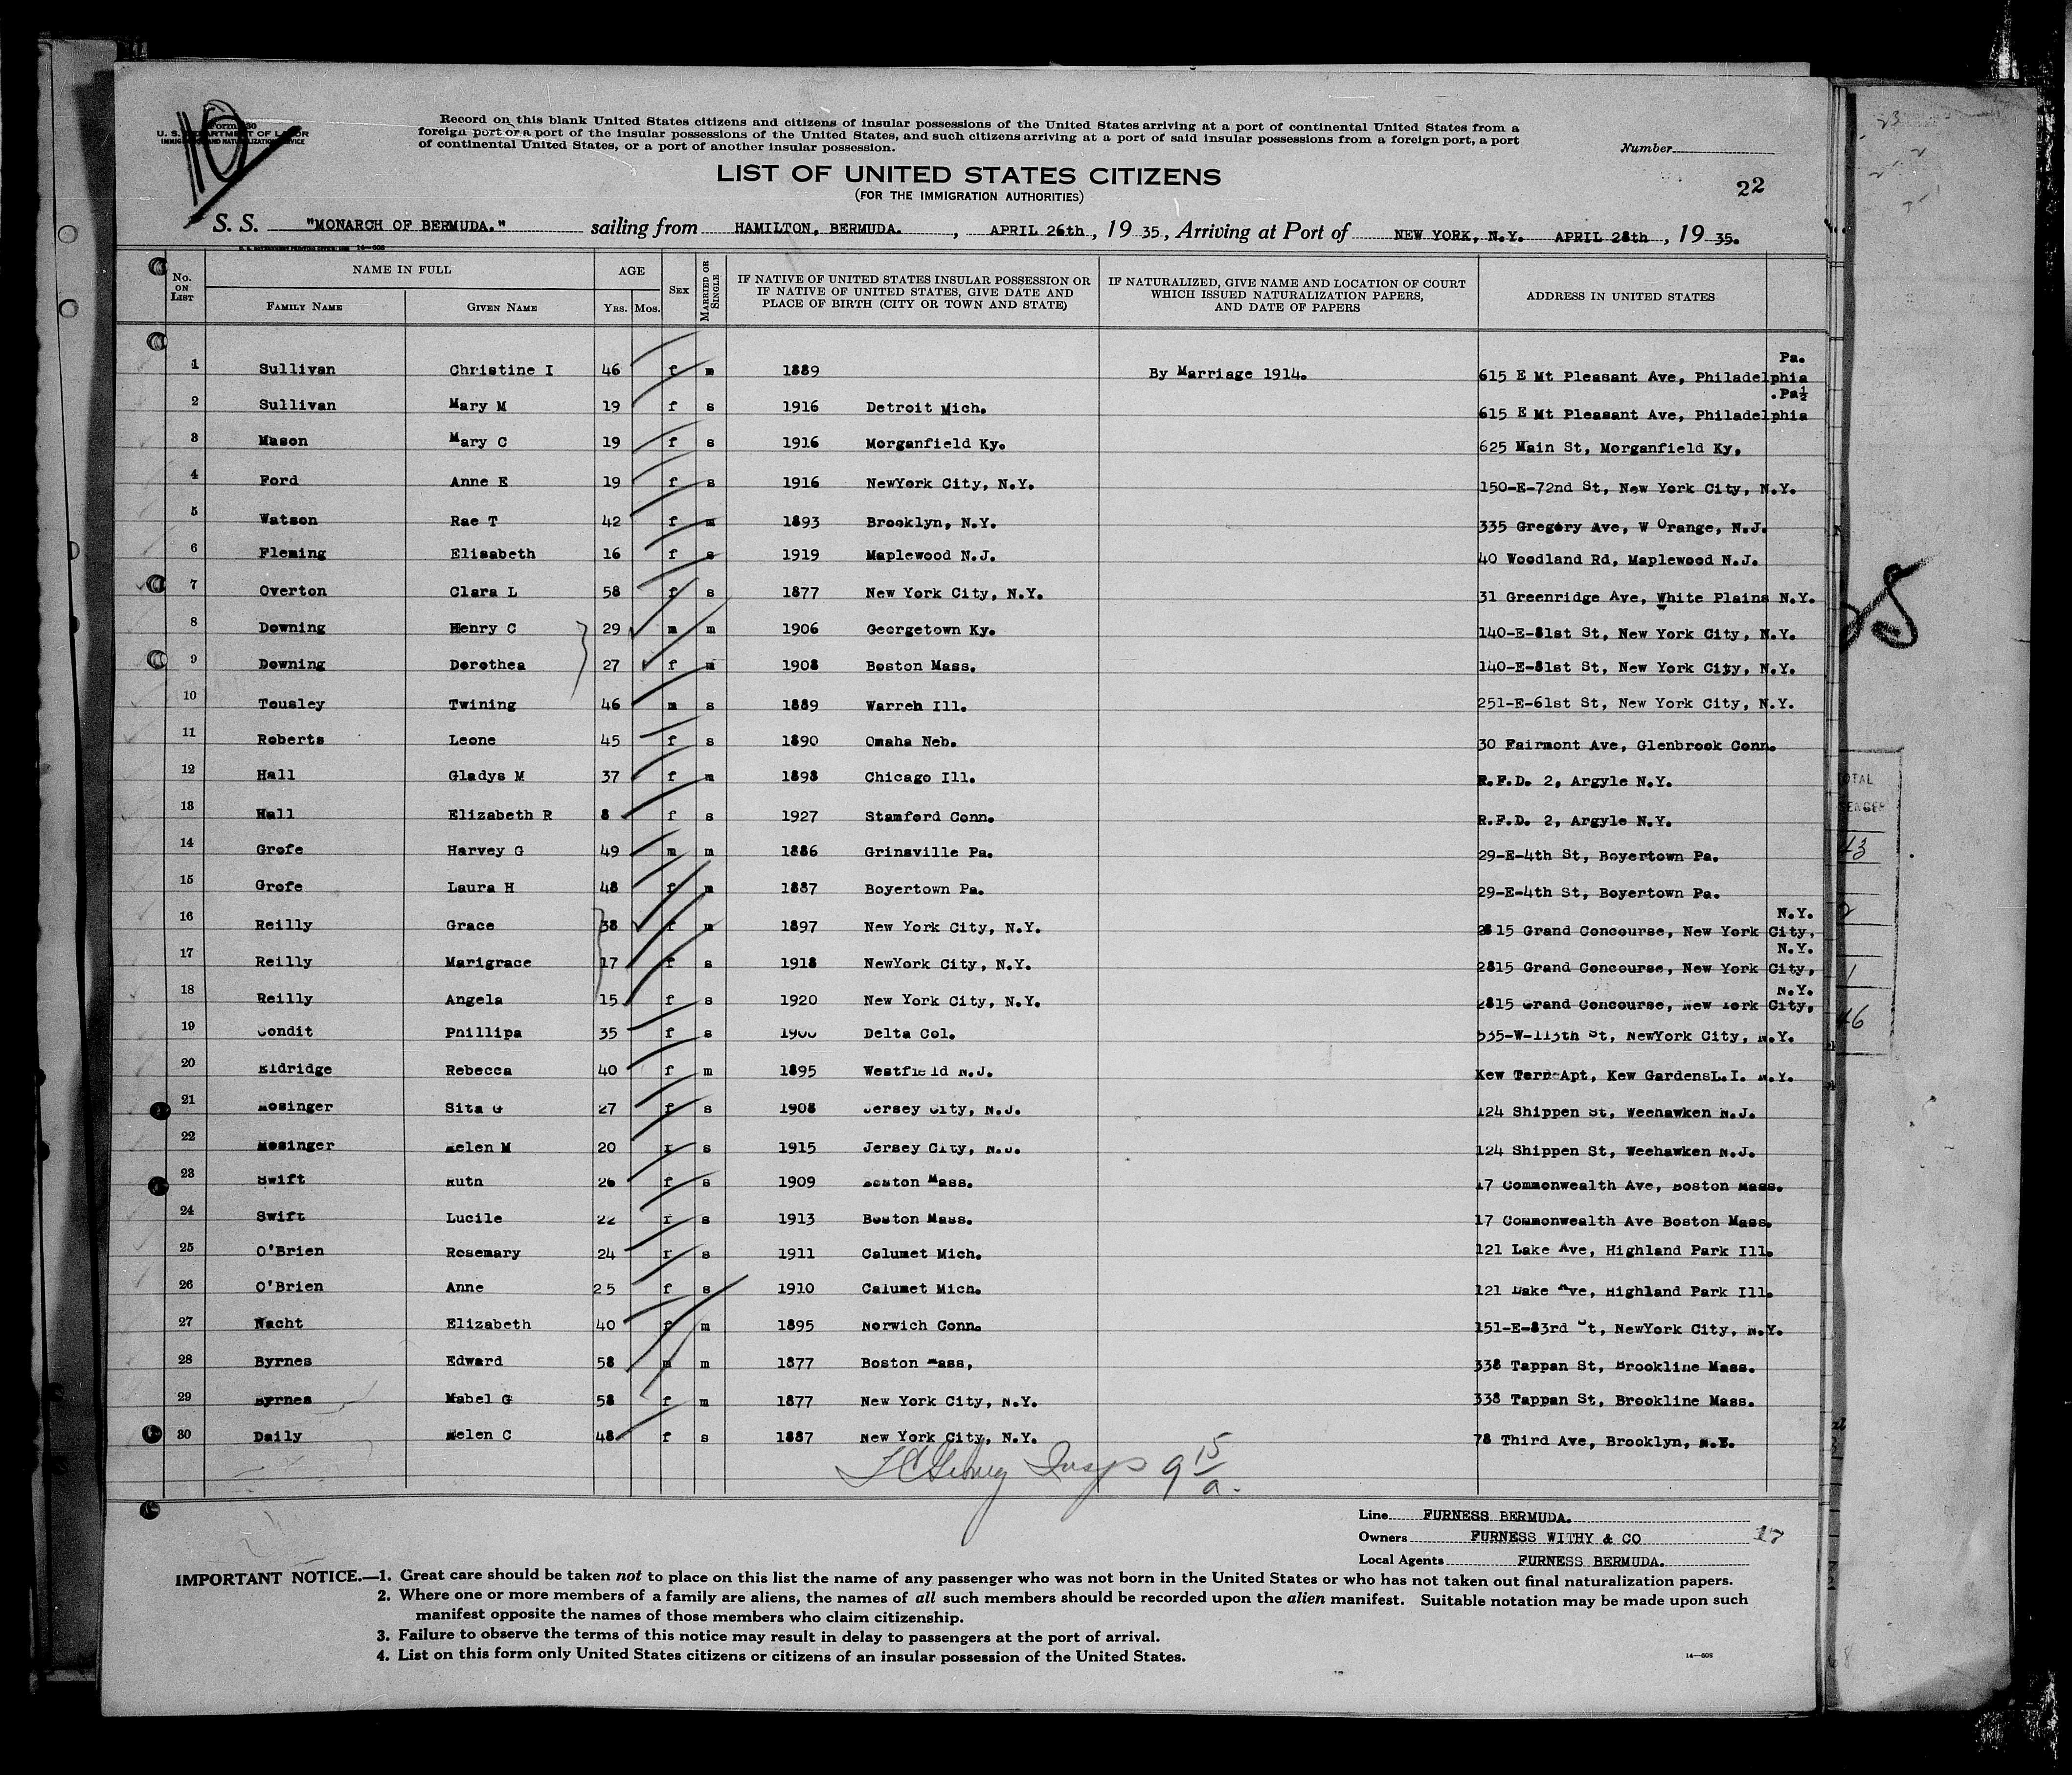 Form 630
U. S. DEPARTMENT OF LABOR
IMMIGRATION AND NATURALIZATION SERVICE
10
Record on this blank United States citizens and citizens of insular possessions of the United States arriving at a port of continental United States from a
foreign port or a port of the insular possessions of the United States, and such citizens arriving at a port of said insular possessions from a foreign port, a port
of continental United States, or a port of another insular possession.
Number
LIST OF UNITED STATES CITIZENS
(FOR THE IMMIGRATION AUTHORITIES)
22
S. S. "MONARCH OF BERMUDA." sailing from HAMILTON, BERMUDA. , APRIL 26th , 19 35, Arriving at Port of NEW YORK, N.Y. APRIL 28th , 19 35.
14—608
No. ON LIST NAME IN FULL AGE SEX MARRIED OR SINGLE IF NATIVE OF UNITED STATES INSULAR POSSESSION OR IF NATIVE OF UNITED STATES, GIVE DATE AND PLACE OF BIRTH (CITY OR TOWN AND STATE) IF NATURALIZED, GIVE NAME AND LOCATION OF COURT WHICH ISSUED NATURALIZATION PAPERS, AND DATE OF PAPERS ADDRESS IN UNITED STATES
FAMILY NAME GIVEN NAME YRS. MOS.
1 Sullivan Christine I 46 f m 1889 By Marriage 1914. 615 E Mt Pleasant Ave, Philadelphia Pa.
2 Sullivan Mary M 19 f s 1916 Detroit Mich. 615 E Mt Pleasant Ave, Philadelphia .Pa½
3 Mason Mary C 19 f s 1916 Morganfield Ky. 625 Main St, Morganfield Ky.
4 Ford Anne E 19 f s 1916 NewYork City, N.Y. 150-E-72nd St, New York City, N.Y.
5 Watson Rae T 42 f m 1893 Brooklyn, N.Y. 335 Gregory Ave, W Orange, N.J.
6 Fleming Elisabeth 16 f s 1919 Maplewood N.J. 40 Woodland Rd, Maplewood N.J.
7 Overton Clara L 58 f s 1877 New York City, N.Y. 31 Greenridge Ave, White Plains N.Y.
8 Downing Henry C 29 m m 1906 Georgetown Ky. 140-E-81st St, New York City, N.Y.
9 Downing Dorothea 27 f m 1908 Boston Mass. 140-E-81st St, New York City, N.Y.
10 Tousley Twining 46 m s 1889 Warren Ill. 251-E-61st St, New York City, N.Y.
11 Roberts Leone 45 f s 1890 Omaha Neb. 30 Fairmont Ave, Glenbrook Conn.
12 Hall Gladys M 37 f m 1898 Chicago Ill. R.F.D. 2, Argyle N.Y.
13 Hall Elizabeth R 8 f s 1927 Stamford Conn. R.F.D. 2, Argyle N.Y.
14 Grofe Harvey G 49 m m 1886 Grinsville Pa. 29-E-4th St, Boyertown Pa.
15 Grofe Laura H 48 f m 1887 Boyertown Pa. 29-E-4th St, Boyertown Pa.
16 Reilly Grace 38 f m 1897 New York City, N.Y. 2815 Grand Concourse, New York City, N.Y.
17 Reilly Marigrace 17 f s 1918 NewYork City, N.Y. 2815 Grand Concourse, New York City, N.Y.
18 Reilly Angela 15 f s 1920 New York City, N.Y. 2815 Grand Concourse, New York City, N.Y.
19 Condit Phillipa 35 f s 1900 Delta Col. 535-W-113th St, NewYork City, N.Y.
20 Eldridge Rebecca 40 f m 1895 Westfield N.J. Kew Terr Apt, Kew GardensL.I. N.Y.
21 Mosinger Sita G 27 f s 1908 Jersey City, N.J. 124 Shippen St, Weehawken N.J.
22 Mosinger Helen M 20 f s 1915 Jersey City, N.J. 124 Shippen St, Weehawken N.J.
23 Swift Ruth 26 f s 1909 Boston Mass. 17 Commonwealth Ave, Boston Mass.
24 Swift Lucile 22 f s 1913 Boston Mass. 17 Commonwealth Ave Boston Mass.
25 O'Brien Rosemary 24 f s 1911 Calumet Mich. 121 Lake Ave, Highland Park Ill.
26 O'Brien Anne 25 f s 1910 Calumet Mich. 121 Lake Ave, Highland Park Ill.
27 Nacht Elizabeth 40 f m 1895 Norwich Conn. 151-E-83rd St, NewYork City, N.Y.
28 Byrnes Edward 58 m m 1877 Boston Mass, 338 Tappan St, Brookline Mass.
29 Byrnes Mabel G 58 f m 1877 New York City, N.Y. 338 Tappan St, Brookline Mass.
30 Daily Helen C 48 f s 1887 New York City, N.Y. 78 Third Ave, Brooklyn, N.Y.
Insp 9 15/a.
Line FURNESS BERMUDA.
Owners FURNESS WITHY & CO 17
Local Agents FURNESS BERMUDA.
IMPORTANT NOTICE.—1. Great care should be taken not to place on this list the name of any passenger who was not born in the United States or who has not taken out final naturalization papers.
2. Where one or more members of a family are aliens, the names of all such members should be recorded upon the alien manifest. Suitable notation may be made upon such
manifest opposite the names of those members who claim citizenship.
3. Failure to observe the terms of this notice may result in delay to passengers at the port of arrival.
4. List on this form only United States citizens or citizens of an insular possession of the United States.
14—608